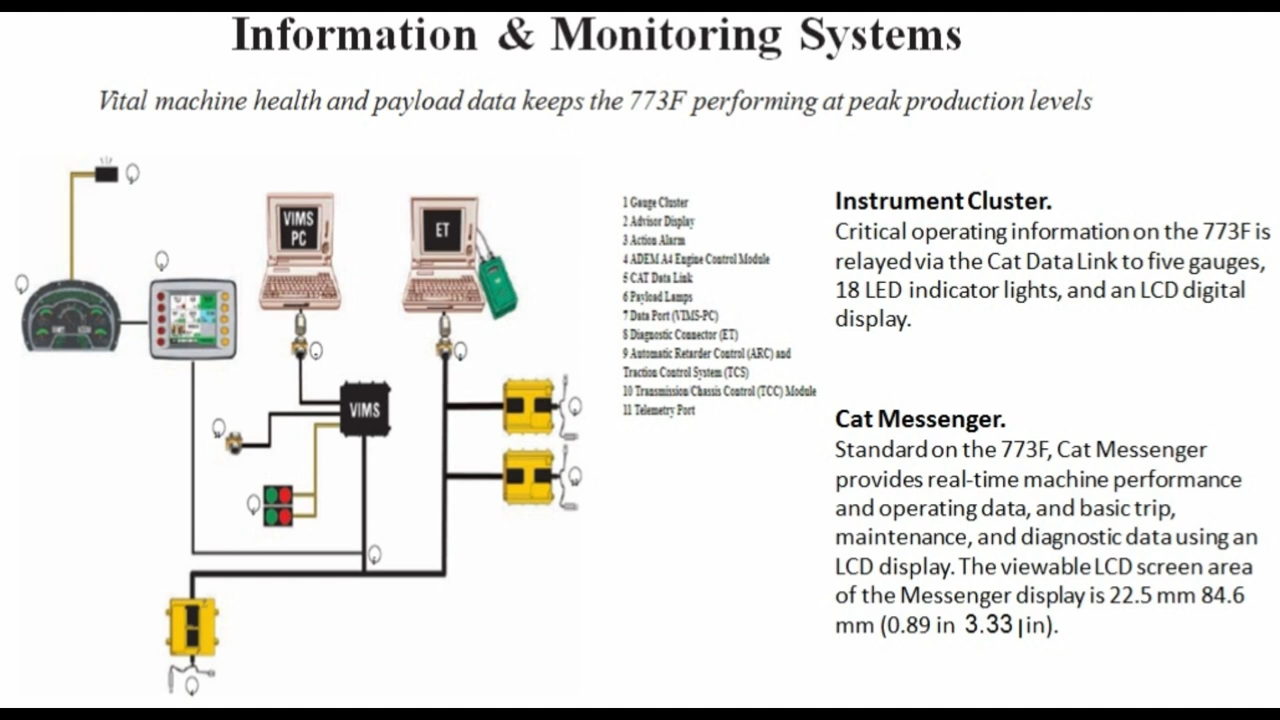 Information & Monitoring Systems
Vital machine health and payload data keeps the 773F performing at peak production levels
VIMS
PC
ET
VIMS
1 Gauge Cluster
2 Advisor Display
3 Action Alarm
4 ADEM A4 Engine Control Module
5 CAT Data Link
6 Payload Lamps
7 Data Port (VIMS-PC)
8 Diagnostic Connector (ET)
9 Automatic Retarder Control (ARC) and
Traction Control System (TCS)
10 Transmission/Chassis Control (TCC) Module
11 Telemetry Port
Instrument Cluster.
Critical operating information on the 773F is
relayed via the Cat Data Link to five gauges,
18 LED indicator lights, and an LCD digital
display.
Cat Messenger.
Standard on the 773F, Cat Messenger
provides real-time machine performance
and operating data, and basic trip,
maintenance, and diagnostic data using an
LCD display. The viewable LCD screen area
of the Messenger display is 22.5 mm 84.6
mm (0.89 in 3.33 in).